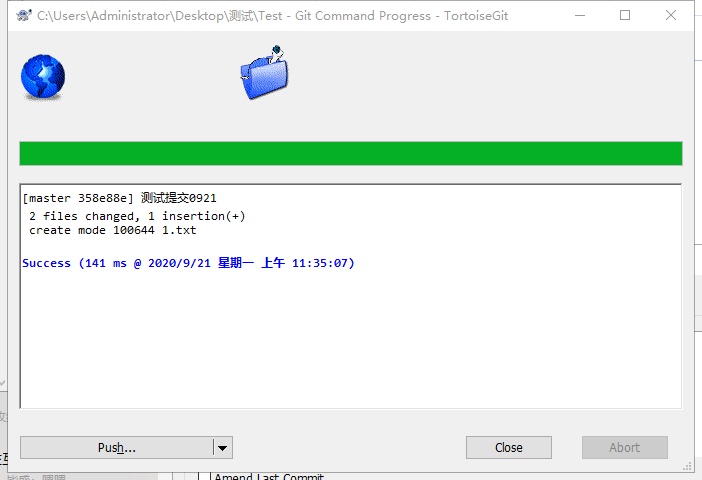 C:\Users\Administrator\Desktop\测试\Test - Git Command Progress - TortoiseGit
[master 358e88e] 测试提交0921
2 files changed, 1 insertion(+)
create mode 100644 1.txt
Success (141 ms @ 2020/9/21 星期一 上午 11:35:07)
Push...
Close
Abort
Amend Last Commit